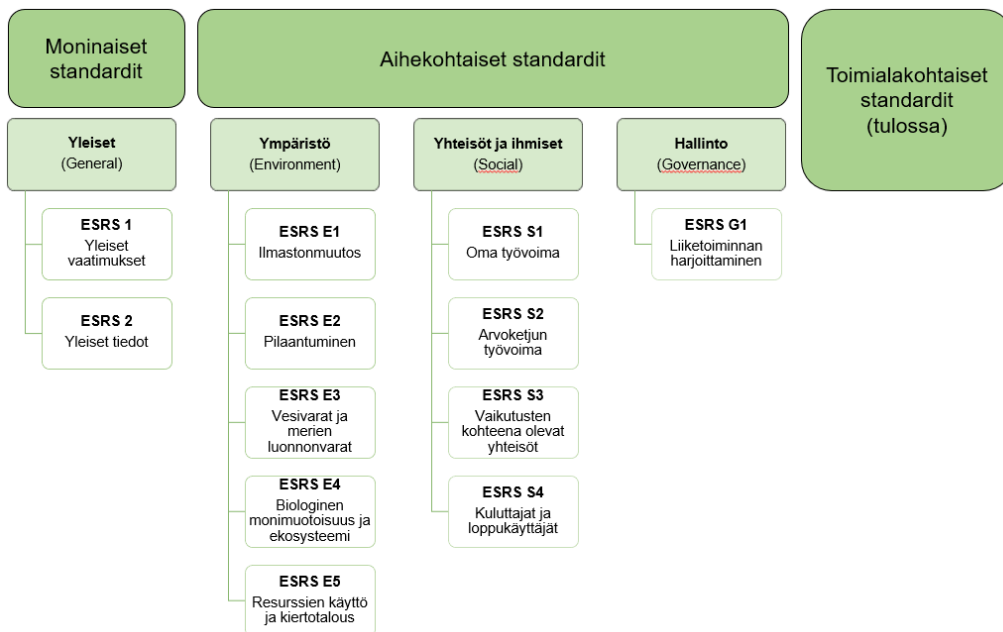 Moninaiset
standardit
Aihekohtaiset standardit
Toimialakohtaiset
standardit
(tulossa)
Yleiset
(General)
Ympäristö
(Environment)
Yhteisöt ja ihmiset
(Social)
Hallinto
(Governance)
ESRS 1
Yleiset
vaatimukset
ESRS 2
Yleiset tiedot
ESRS E1
Ilmastonmuutos
ESRS E2
Pilaantuminen
ESRS E3
Vesivarat ja
merien
luonnonvarat
ESRS E4
Biologinen
monimuotoisuus ja
ekosysteemi
ESRS E5
Resurssien käyttö
ja kiertotalous
ESRS S1
Oma työvoima
ESRS S2
Arvoketjun
työvoima
ESRS S3
Vaikutusten
kohteena olevat
yhteisöt
ESRS S4
Kuluttajat ja
loppukäyttäjät
ESRS G1
Liiketoiminnan
harjoittaminen